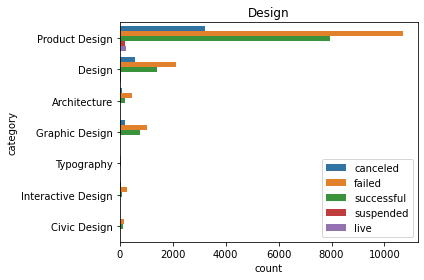 Design
Product Design
Design
Architecture
Graphic Design
Typography
Interactive Design
Civic Design
category
canceled
failed
successful
suspended
live
0 2000 4000 6000 8000 10000
count